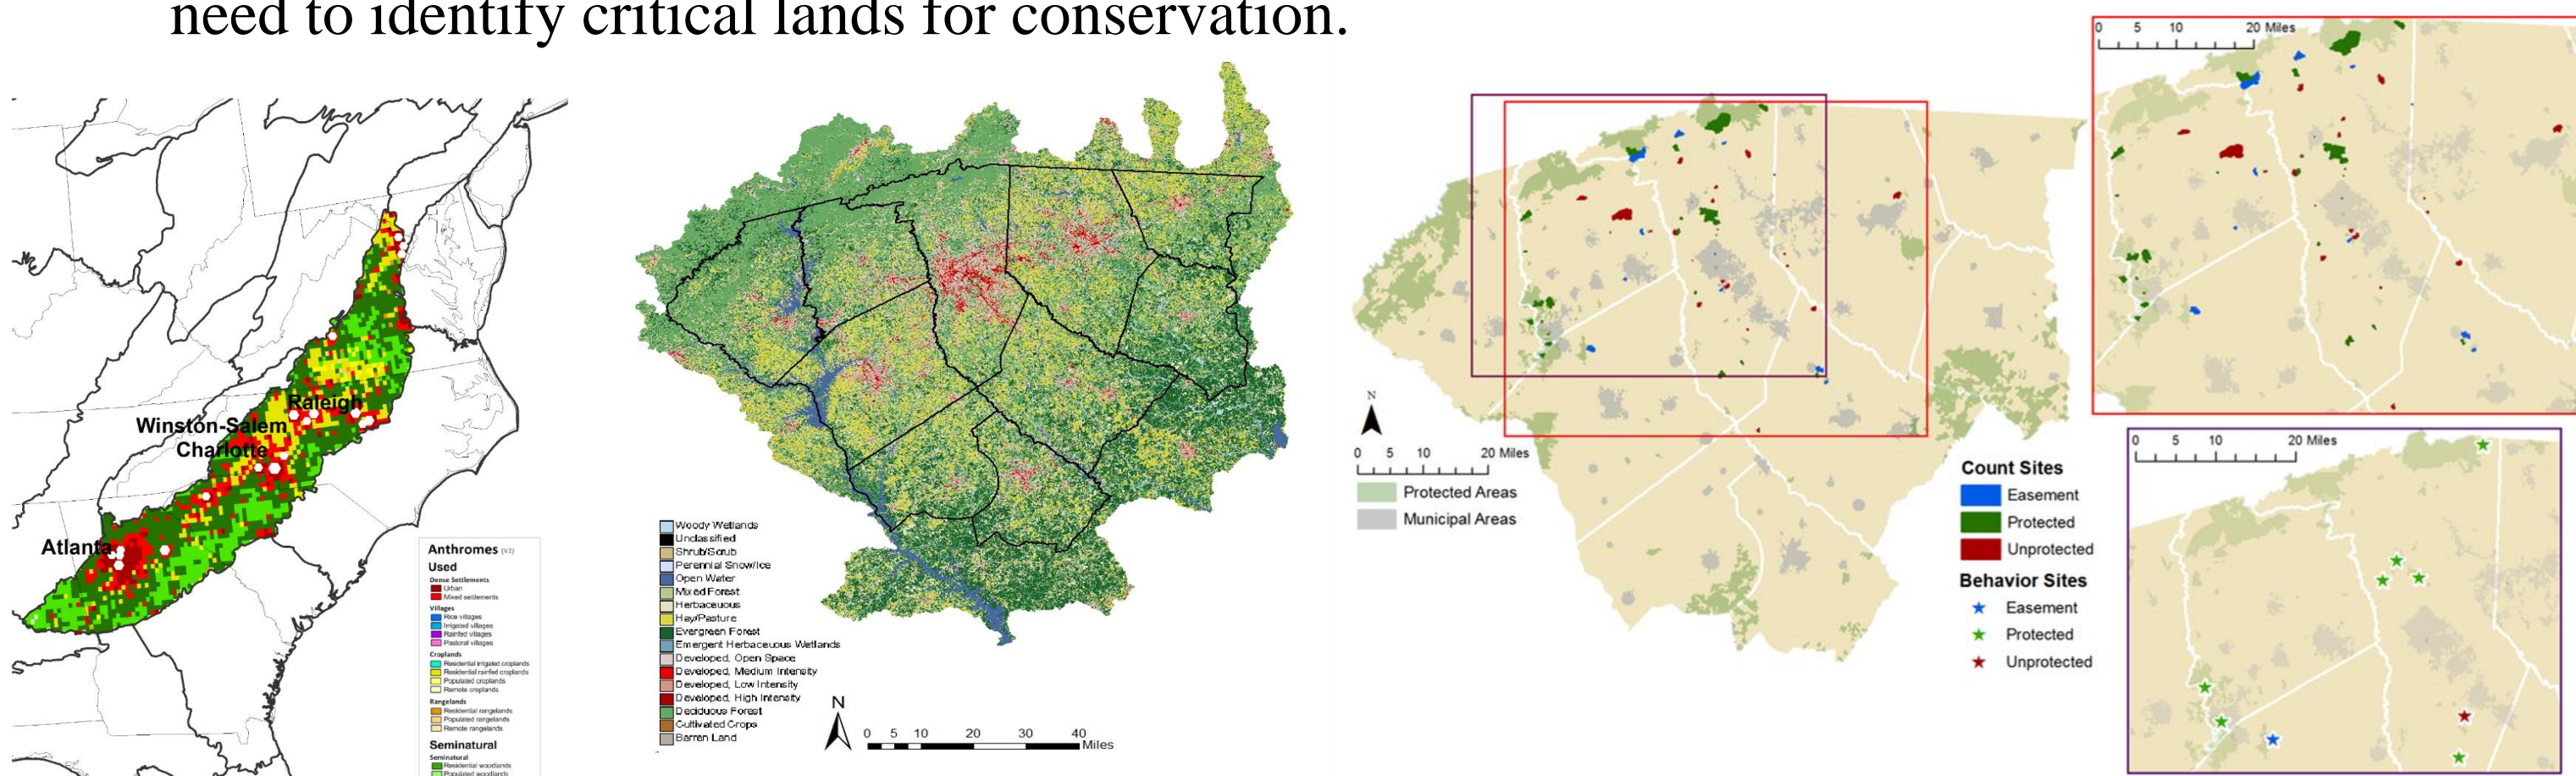 need to identify critical lands for conservation.
Raleigh
Winston-Salem
Charlotte
Atlanta
Anthromes (V2)
Used
Dense Settlements
Urban
Mixed settlements
Villages
Rice villages
Irrigated villages
Rainfed villages
Pastoral villages
Croplands
Residential irrigated croplands
Residential rainfed croplands
Populated croplands
Remote croplands
Rangelands
Residential rangelands
Populated rangelands
Remote rangelands
Seminatural
Seminatural
Residential woodlands
Populated woodlands
Woody Wetlands
Unclassified
Shrub/Scrub
Perennial Snow/Ice
Open Water
Mixed Forest
Herbaceuous
Hay/Pasture
Evergreen Forest
Emergent Herbaceuous Wetlands
Developed, Open Space
Developed, Medium Intensity
Developed, Low Intensity
Developed, High Intensity
Deciduous Forest
Cultivated Crops
Barren Land
N
0 5 10 20 30 40
Miles
N
0 5 10 20 Miles
Protected Areas
Municipal Areas
Count Sites
Easement
Protected
Unprotected
Behavior Sites
Easement
Protected
Unprotected
0 5 10 20 Miles
0 5 10 20 Miles